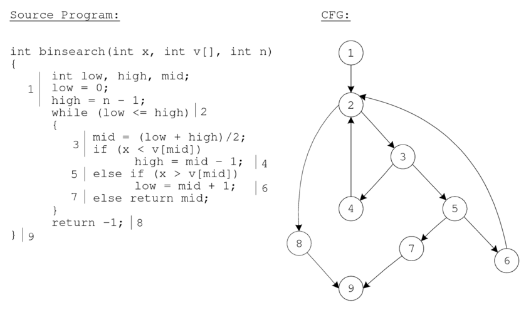 Source Program:
CFG:
int binsearch(int x, int v[], int n)
{
int low, high, mid;
1 low = 0;
high = n - 1;
while (low <= high) 2
{
3 mid = (low + high)/2;
if (x < v[mid])
high = mid - 1; 4
5 else if (x > v[mid])
low = mid + 1; 6
7 else return mid;
}
return -1; 8
} 9
1
2
3
4
5
8
7
6
9